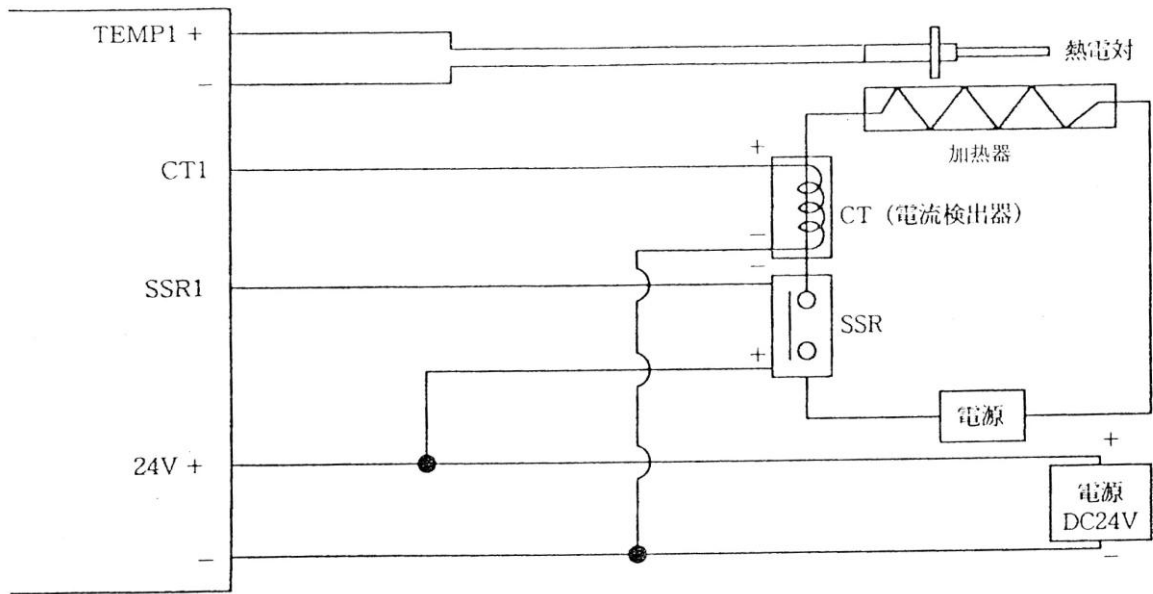 TEMP1 +
−
熱電対
加熱器
CT1
+
−
CT (電流検出器)
SSR1
−
+
SSR
電源
24V +
−
+
電源
DC24V
−